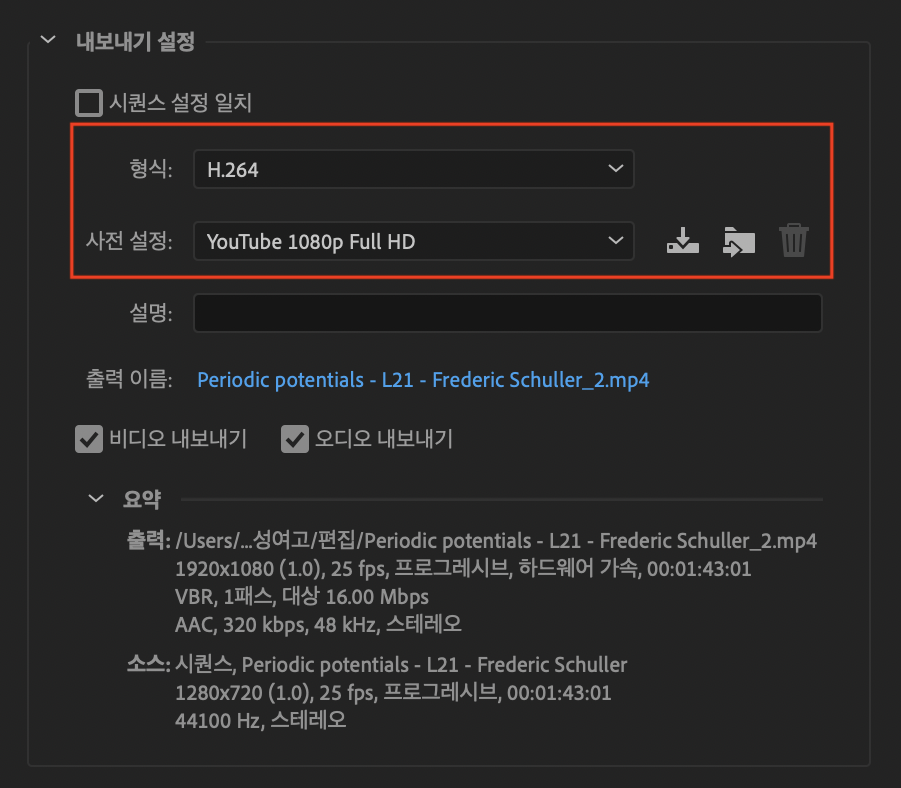 내보내기 설정
시퀀스 설정 일치
형식: H.264
사전 설정: YouTube 1080p Full HD
설명:
출력 이름: Periodic potentials - L21 - Frederic Schuller_2.mp4
비디오 내보내기 오디오 내보내기
요약
출력: /Users/...성여고/편집/Periodic potentials - L21 - Frederic Schuller_2.mp4
1920x1080 (1.0), 25 fps, 프로그레시브, 하드웨어 가속, 00:01:43:01
VBR, 1패스, 대상 16.00 Mbps
AAC, 320 kbps, 48 kHz, 스테레오
소스: 시퀀스, Periodic potentials - L21 - Frederic Schuller
1280x720 (1.0), 25 fps, 프로그레시브, 00:01:43:01
44100 Hz, 스테레오